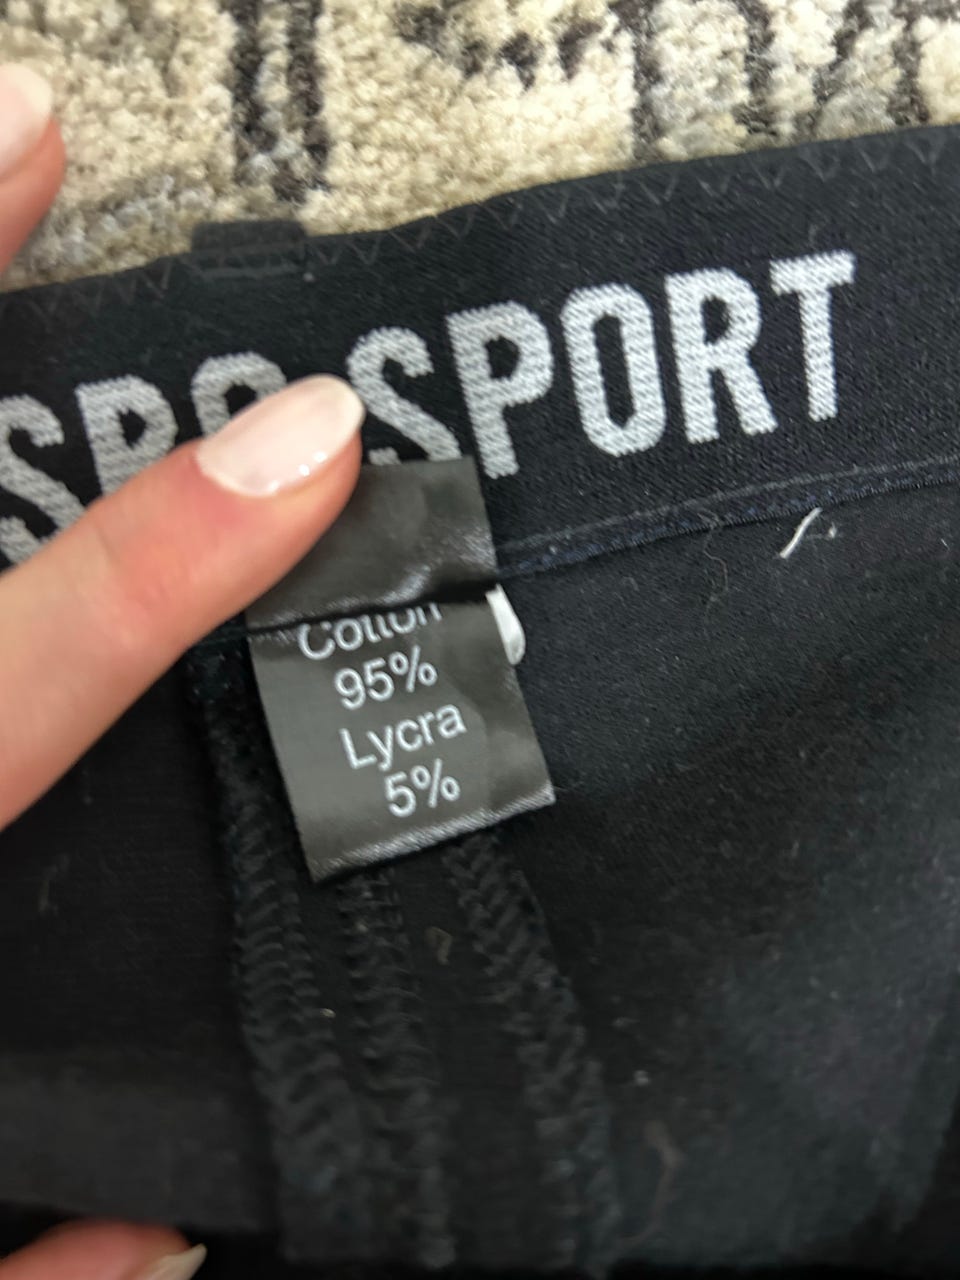 SPORT
Cotton
95%
Lycra
5%